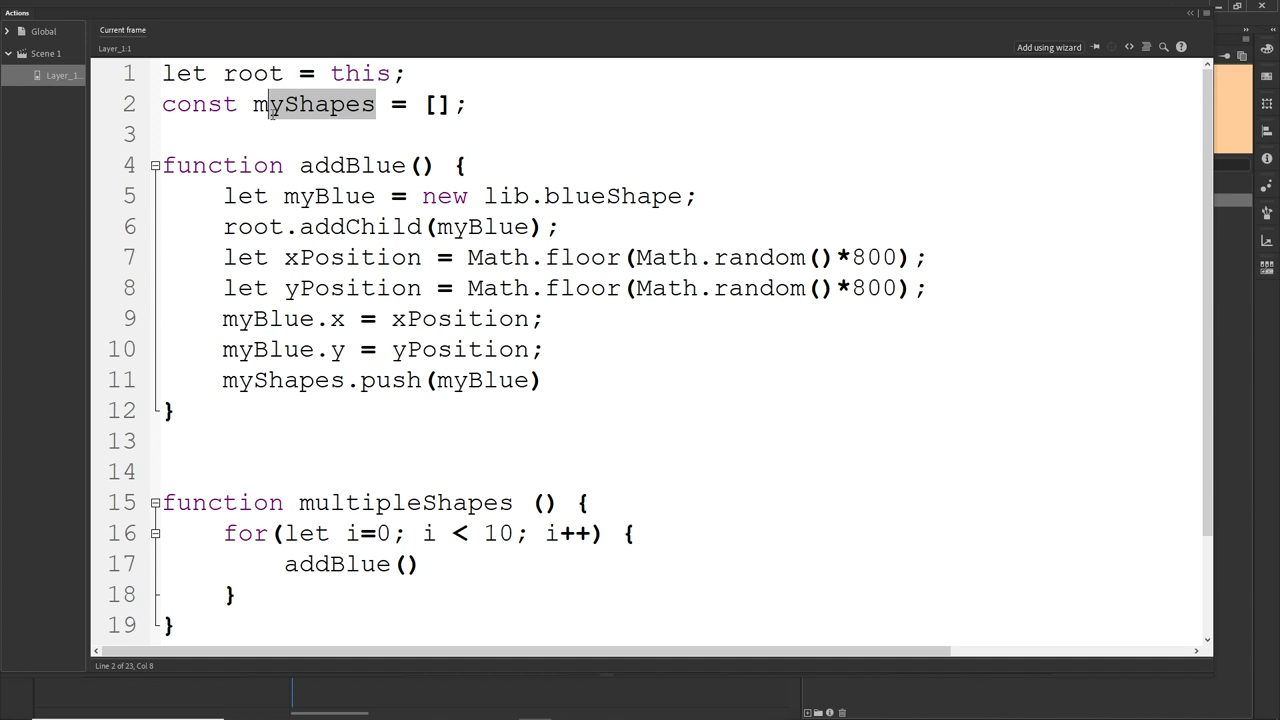 Actions
Global
Scene 1
Layer_1...
Current frame
Layer_1:1
Add using wizard
1 let root = this;
2 const myShapes = [];
3
4 function addBlue() {
5 let myBlue = new lib.blueShape;
6 root.addChild(myBlue);
7 let xPosition = Math.floor(Math.random()*800);
8 let yPosition = Math.floor(Math.random()*800);
9 myBlue.x = xPosition;
10 myBlue.y = yPosition;
11 myShapes.push(myBlue)
12 }
13
14
15 function multipleShapes () {
16 for(let i=0; i < 10; i++) {
17 addBlue()
18 }
19 }
Line 2 of 23, Col 8